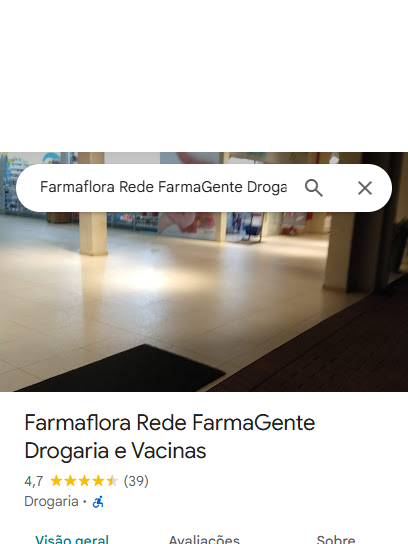 Farmaflora Rede FarmaGente Droga
Farmaflora Rede FarmaGente
Drogaria e Vacinas
4,7 (39)
Drogaria ·
Visão geral Avaliações Sobre